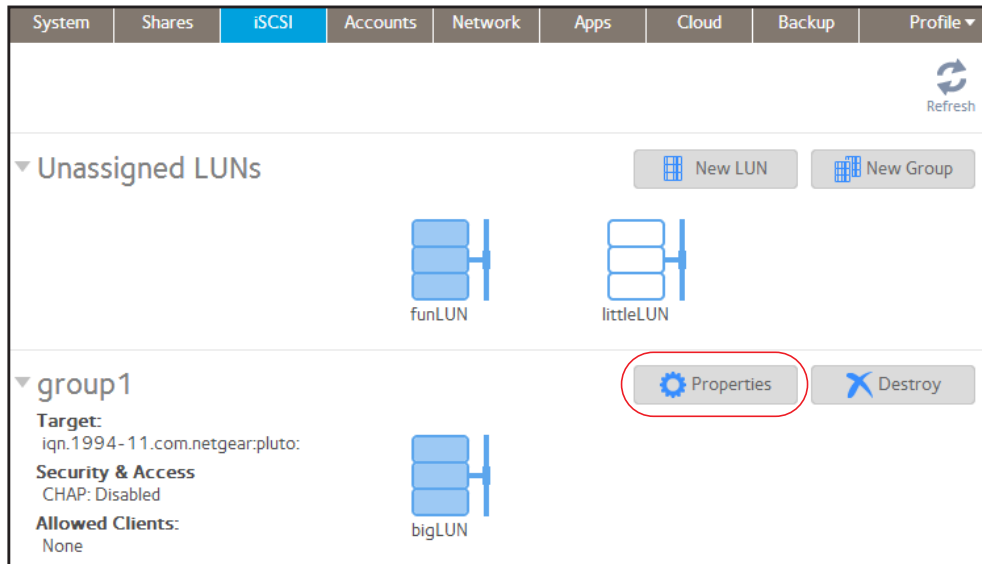 System Shares iSCSI Accounts Network Apps Cloud Backup Profile ▾
Refresh
Unassigned LUNs
New LUN
New Group
funLUN
littleLUN
group1
Properties
Destroy
Target:
iqn.1994-11.com.netgear:pluto:
Security & Access
CHAP: Disabled
Allowed Clients:
None
bigLUN